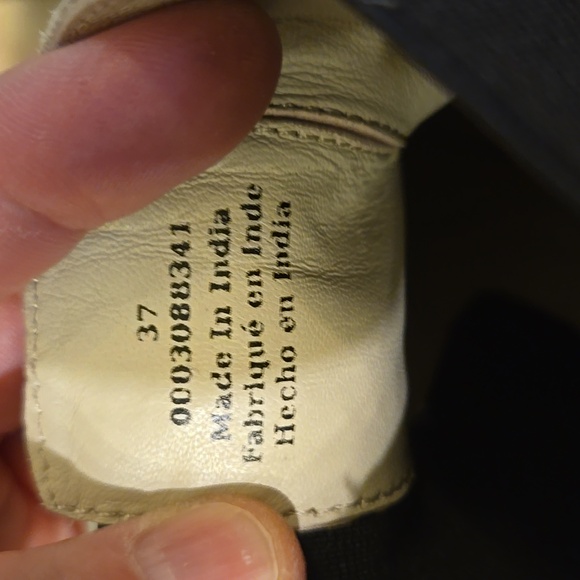 37
0003088341
Made In India
Fabriqué en Inde
Hecho en India